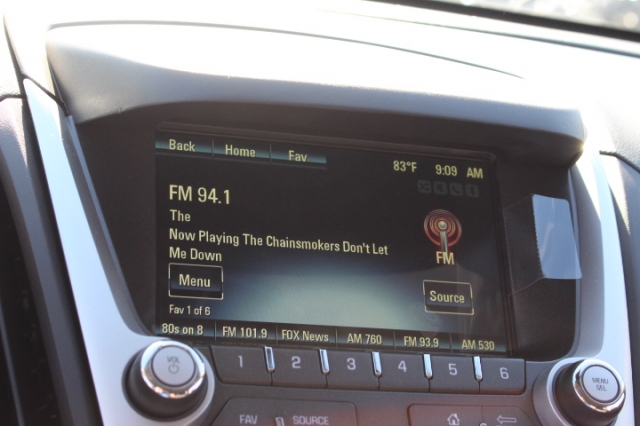 Back Home Fav
83°F 9:09 AM
FM 94.1
The
Now Playing The Chainsmokers Don't Let
Me Down
FM
Menu
Source
Fav 1 of 6
80s on 8 FM 101.9 FOX News AM 760 FM 93.9 AM 530
1 2 3 4 5 6
VOL
MENU
SEL
FAV SOURCE